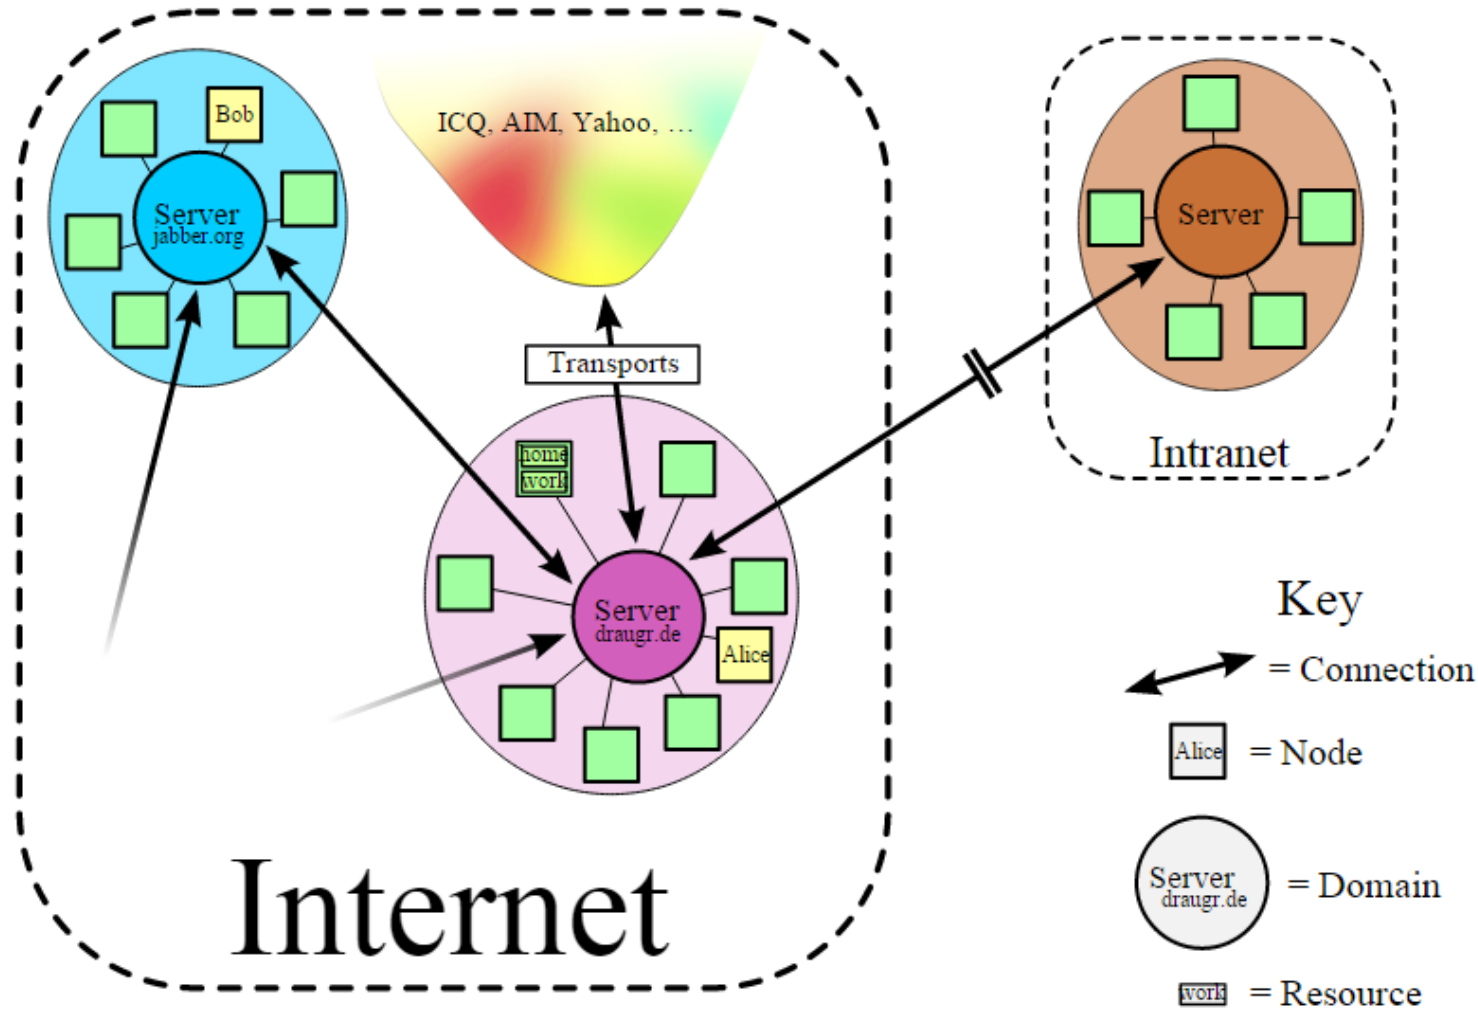 Bob
Server
jabber.org
ICQ, AIM, Yahoo, …
Transports
home
work
Server
draugr.de
Alice
Internet
Server
Intranet
Key
= Connection
Alice = Node
Server
draugr.de
= Domain
work = Resource